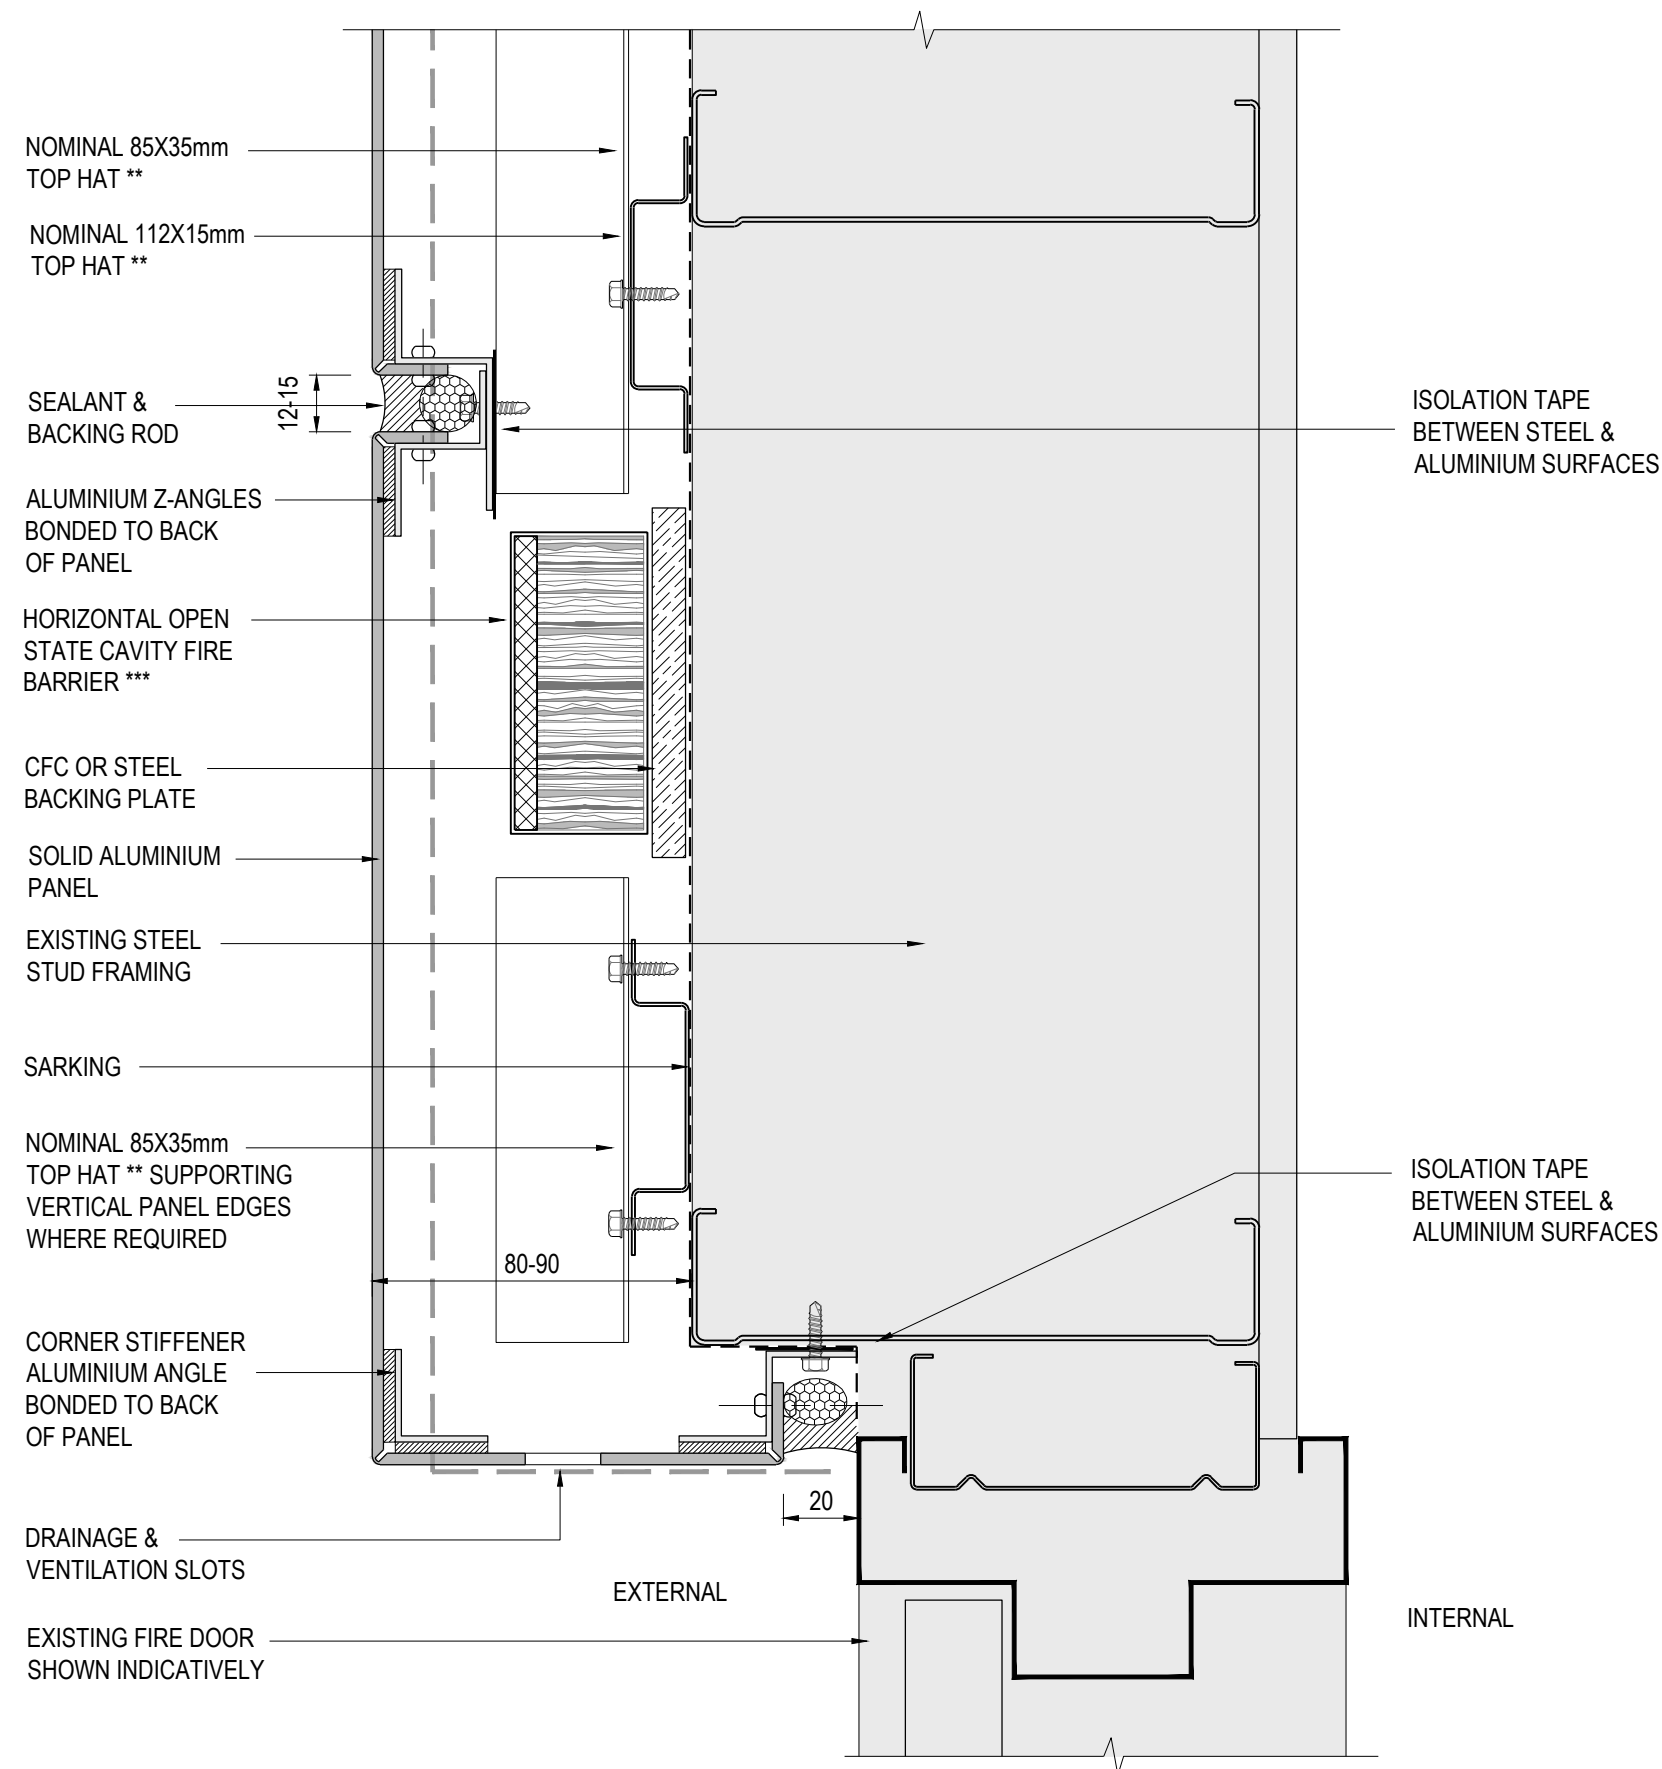 NOMINAL 85X35mm
TOP HAT **
NOMINAL 112X15mm
TOP HAT **
SEALANT &
BACKING ROD
12-15
ALUMINIUM Z-ANGLES
BONDED TO BACK
OF PANEL
HORIZONTAL OPEN
STATE CAVITY FIRE
BARRIER ***
CFC OR STEEL
BACKING PLATE
SOLID ALUMINIUM
PANEL
EXISTING STEEL
STUD FRAMING
SARKING
NOMINAL 85X35mm
TOP HAT ** SUPPORTING
VERTICAL PANEL EDGES
WHERE REQUIRED
80-90
CORNER STIFFENER
ALUMINIUM ANGLE
BONDED TO BACK
OF PANEL
DRAINAGE &
VENTILATION SLOTS
EXISTING FIRE DOOR
SHOWN INDICATIVELY
20
EXTERNAL
INTERNAL
ISOLATION TAPE
BETWEEN STEEL &
ALUMINIUM SURFACES
ISOLATION TAPE
BETWEEN STEEL &
ALUMINIUM SURFACES